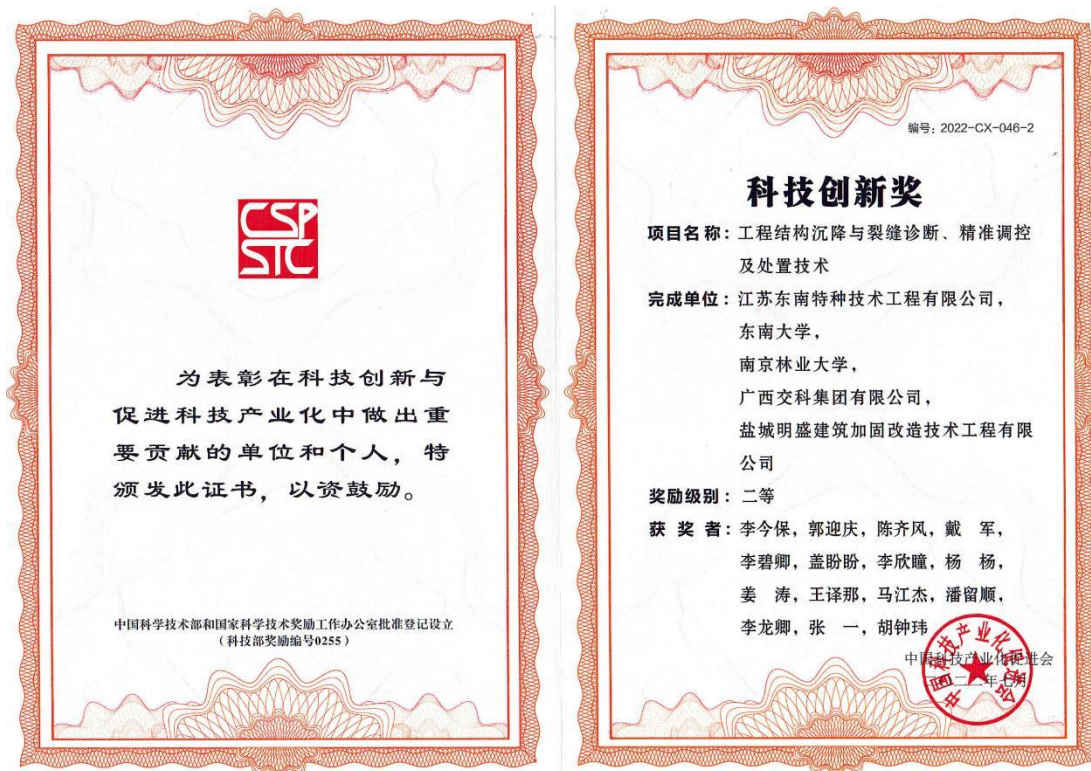 CSP
STC
为表彰在科技创新与
促进科技产业化中做出重
要贡献的单位和个人，特
颁发此证书，以资鼓励。
中国科学技术部和国家科学技术奖励工作办公室批准登记设立
（科技部奖励编号0255）
编号：2022-CX-046-2
科技创新奖
项目名称：工程结构沉降与裂缝诊断、精准调控
及处置技术
完成单位：江苏东南特种技术工程有限公司，
东南大学，
南京林业大学，
广西交科集团有限公司，
盐城明盛建筑加固改造技术工程有限
公司
奖励级别：二等
获奖者：李今保，郭迎庆，陈齐风，戴 军，
李碧卿，盖盼盼，李欣瞳，杨 杨，
姜 涛，王译那，马江杰，潘留顺，
李龙卿，张 一，胡钟玮
中国科技产业化促进会
二〇二二年七月